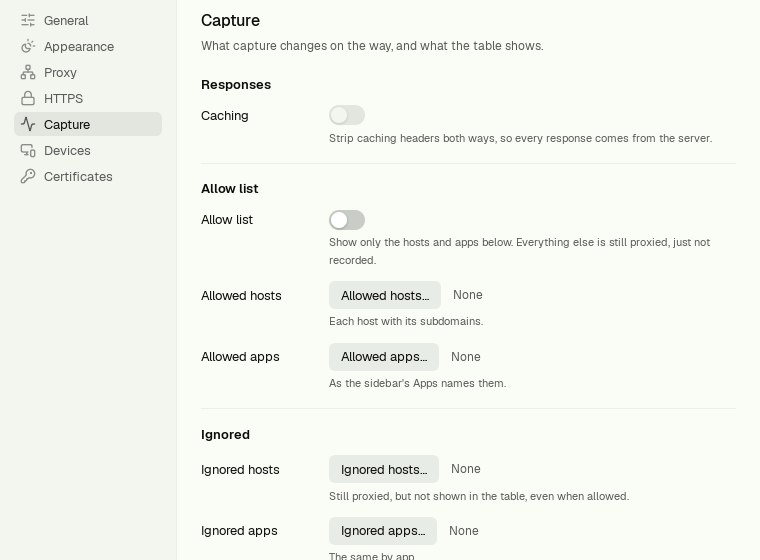 General
Appearance
Proxy
HTTPS
Capture
Devices
Certificates
Capture
What capture changes on the way, and what the table shows.
Responses
Caching
Strip caching headers both ways, so every response comes from the server.
Allow list
Allow list
Show only the hosts and apps below. Everything else is still proxied, just not
recorded.
Allowed hosts
Allowed hosts... None
Each host with its subdomains.
Allowed apps
Allowed apps... None
As the sidebar's Apps names them.
Ignored
Ignored hosts
Ignored hosts... None
Still proxied, but not shown in the table, even when allowed.
Ignored apps
Ignored apps... None
The same by app.